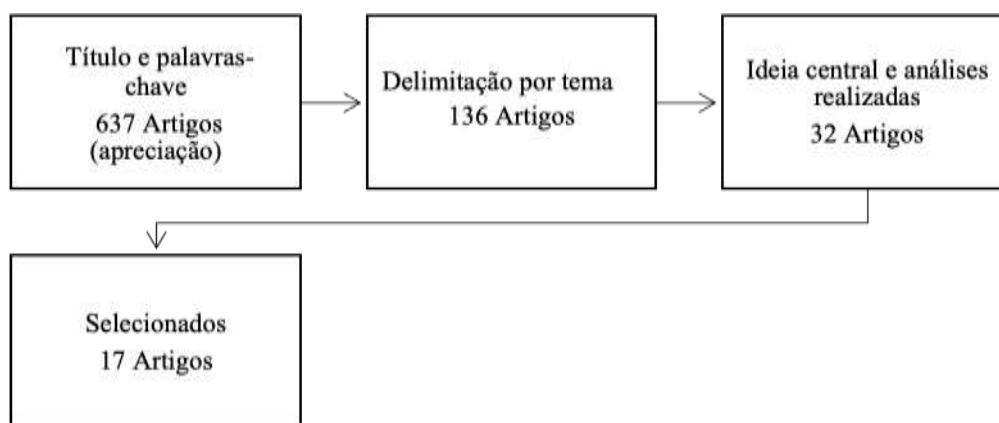 Título e palavras-
chave
637 Artigos
(apreciação)
Delimitação por tema
136 Artigos
Ideia central e análises
realizadas
32 Artigos
Selecionados
17 Artigos